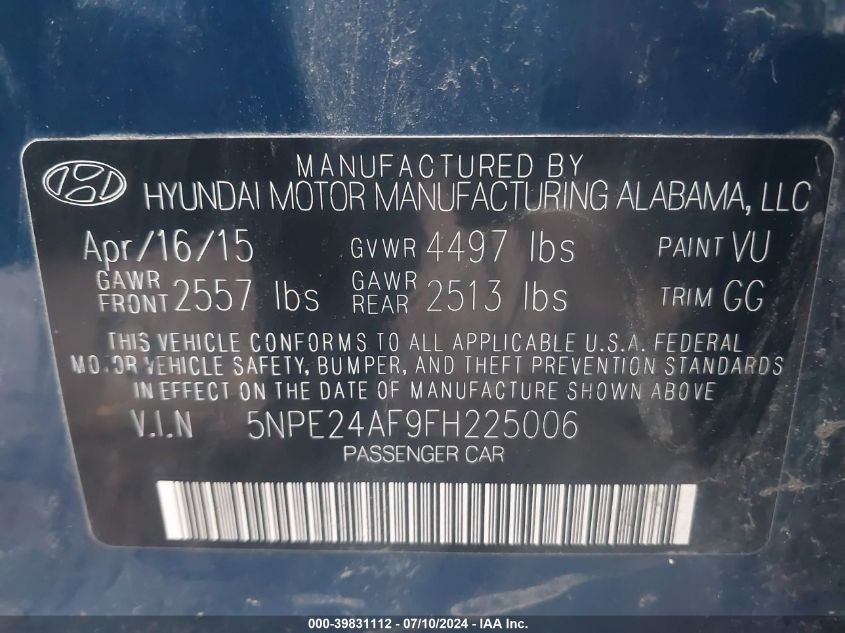 MANUFACTURED BY
HYUNDAI MOTOR MANUFACTURING ALABAMA, LLC
Apr/16/15 GVWR 4497 lbs PAINT VU
GAWR FRONT 2557 lbs GAWR REAR 2513 lbs TRIM GG
THIS VEHICLE CONFORMS TO ALL APPLICABLE U.S.A. FEDERAL
MOTOR VEHICLE SAFETY, BUMPER, AND THEFT PREVENTION STANDARDS
IN EFFECT ON THE DATE OF MANUFACTURE SHOWN ABOVE
V.I.N 5NPE24AF9FH225006
PASSENGER CAR
000-39831112 - 07/10/2024 - IAA Inc.